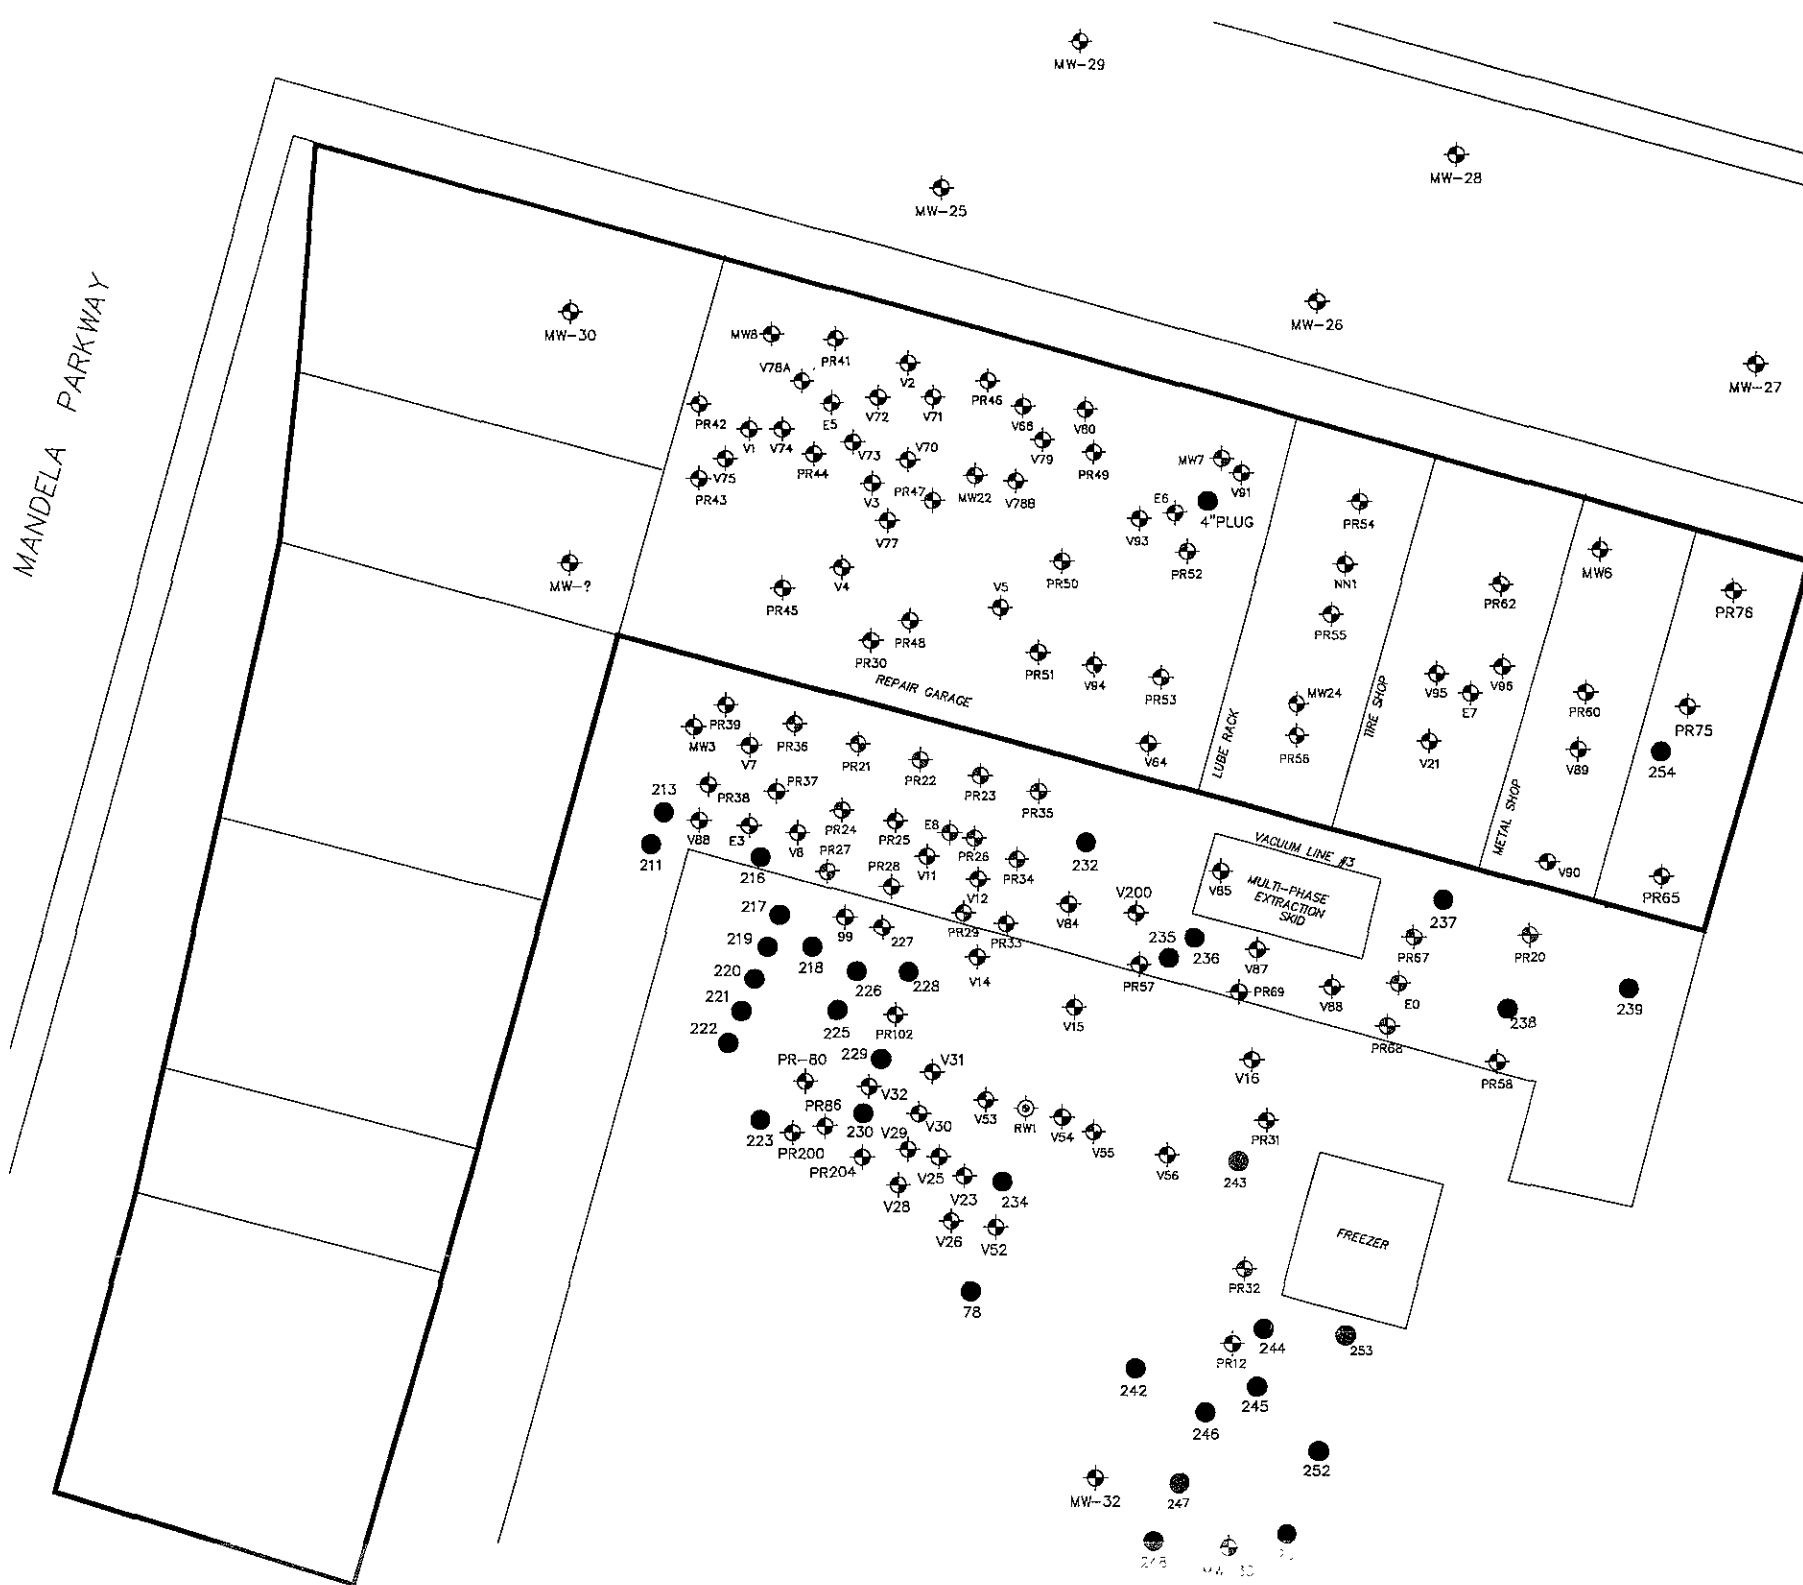 MW-29
MW-28
MW-25
MANDELA PARKWAY
MW-26
MW-30
MW-27
MW8
PR41
V78A
V2
PR46
E5
V72
V71
V68
V80
PR42
V1
V74
V73
V70
V79
PR49
MW7
V91
PR43
V75
PR44
V3
PR47
MW22
V78B
E6
4"PLUG
PR54
V77
V93
PR52
MW6
NN1
PR62
PR76
MW-?
PR45
V4
V5
PR50
PR55
PR30
PR48
PR51
V94
PR53
REPAIR GARAGE
LUBE RACK
MW24
TIRE SHOP
V95
E7
V96
PR60
PR75
PR39
MW3
V7
PR36
PR21
PR22
PR23
V64
PR56
V21
V89
254
METAL SHOP
213
PR38
PR37
PR35
V88
E3
V8
PR24
PR25
E8
PR26
PR34
211
216
PR27
PR28
V11
V12
232
VACUUM LINE #3
V85
MULTI-PHASE
EXTRACTION
SKID
V90
PR65
217
99
227
PR29
PR33
V84
V200
237
219
218
235
236
V87
PR67
PR20
220
226
228
V14
PR57
PR69
V88
E0
239
221
225
PR102
V15
238
222
PR68
PR-80
229
V31
V16
PR58
PR86
V32
223
PR200
230
V30
V53
RW1
V54
V55
PR31
V29
PR204
V25
V56
243
V28
V23
234
V26
V52
FREEZER
PR32
78
244
253
PR12
242
245
246
252
MW-32
247
248